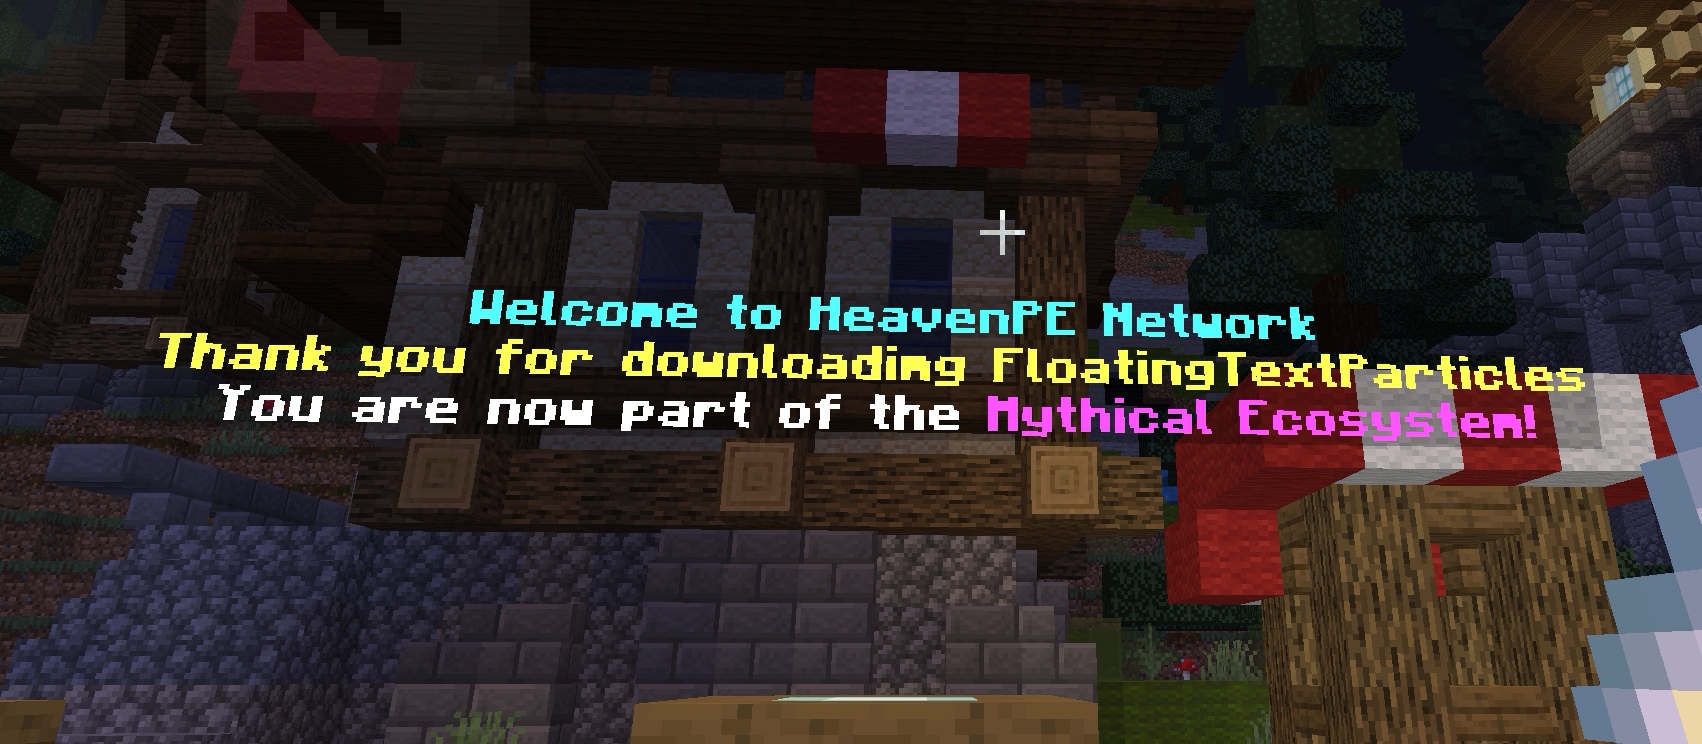 Welcome to HeavenPE Network
Thank you for downloading FloatingTextParticles
You are now part of the Mythical Ecosystem!